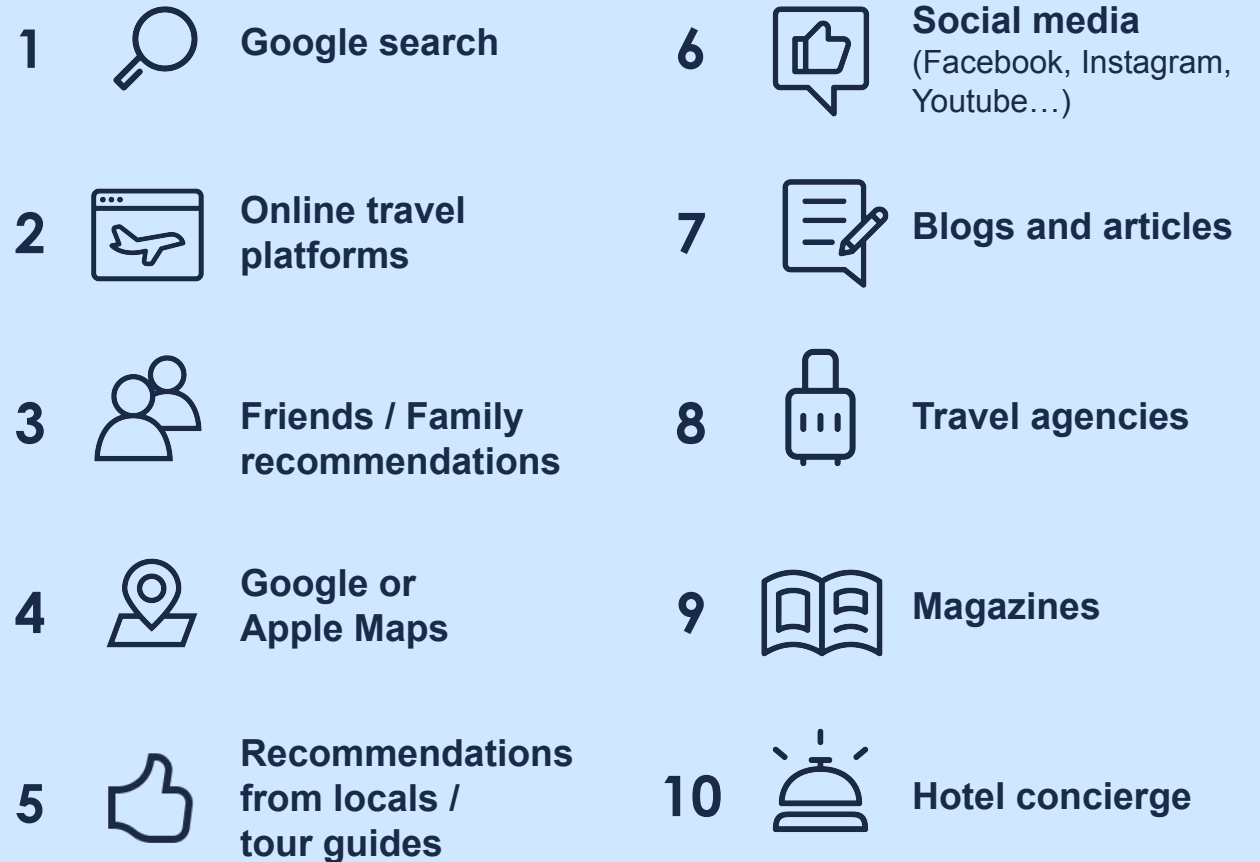 1
Google search
2
Online travel
platforms
3
Friends / Family
recommendations
4
Google or
Apple Maps
5
Recommendations
from locals /
tour guides
6
Social media
(Facebook, Instagram,
Youtube…)
7
Blogs and articles
8
Travel agencies
9
Magazines
10
Hotel concierge